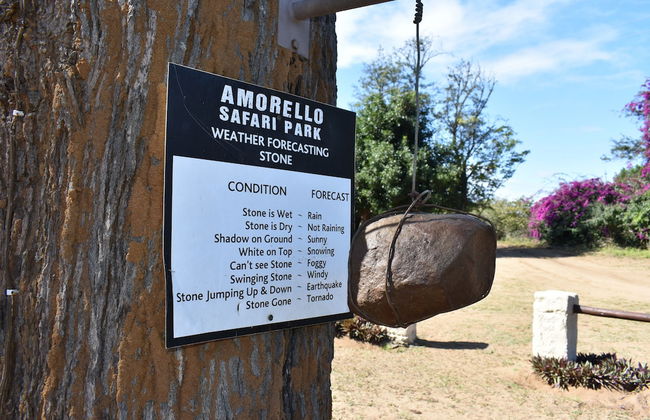 AMORELLO
SAFARI PARK
WEATHER FORECASTING
STONE
CONDITION FORECAST
Stone is Wet ~ Rain
Stone is Dry ~ Not Raining
Shadow on Ground ~ Sunny
White on Top ~ Snowing
Can't see Stone ~ Foggy
Swinging Stone ~ Windy
Stone Jumping Up & Down ~ Earthquake
Stone Gone ~ Tornado